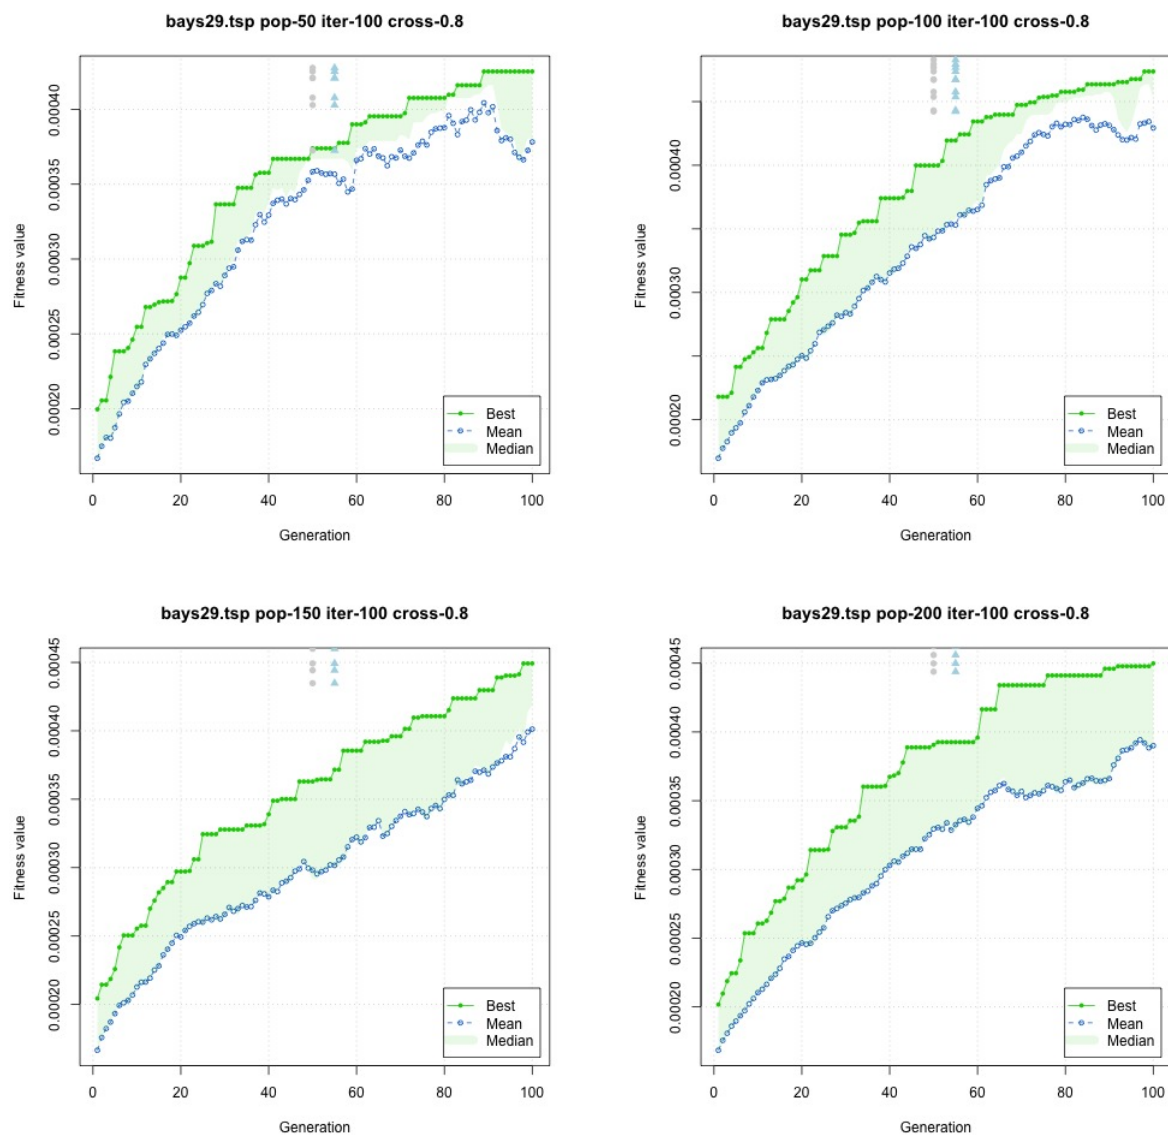 bays29.tsp pop-50 iter-100 cross-0.8
Fitness value
0.00040
0.00035
0.00030
0.00025
0.00020
Best
Mean
Median
0 20 40 60 80 100
Generation
bays29.tsp pop-100 iter-100 cross-0.8
Fitness value
0.00040
0.00030
0.00020
Best
Mean
Median
0 20 40 60 80 100
Generation
bays29.tsp pop-150 iter-100 cross-0.8
Fitness value
0.00045
0.00040
0.00035
0.00030
0.00025
0.00020
Best
Mean
Median
0 20 40 60 80 100
Generation
bays29.tsp pop-200 iter-100 cross-0.8
Fitness value
0.00045
0.00040
0.00035
0.00030
0.00025
0.00020
Best
Mean
Median
0 20 40 60 80 100
Generation